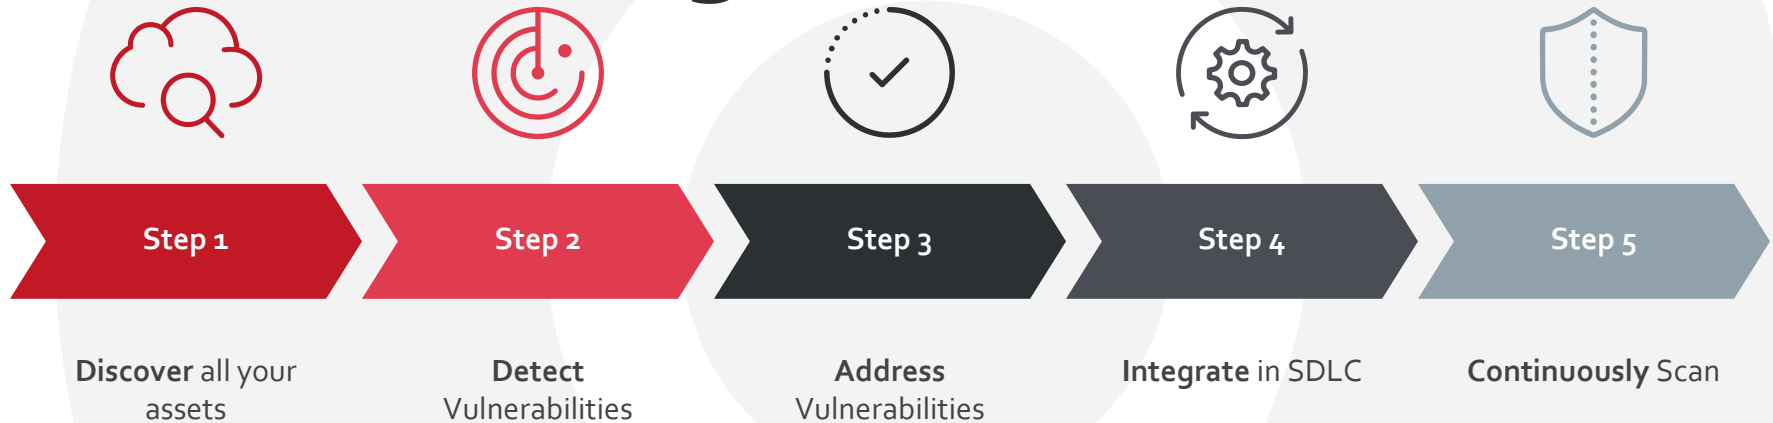 Step 1
Step 2
Step 3
Step 4
Step 5
Discover all your
assets
Detect
Vulnerabilities
Address
Vulnerabilities
Integrate in SDLC
Continuously Scan